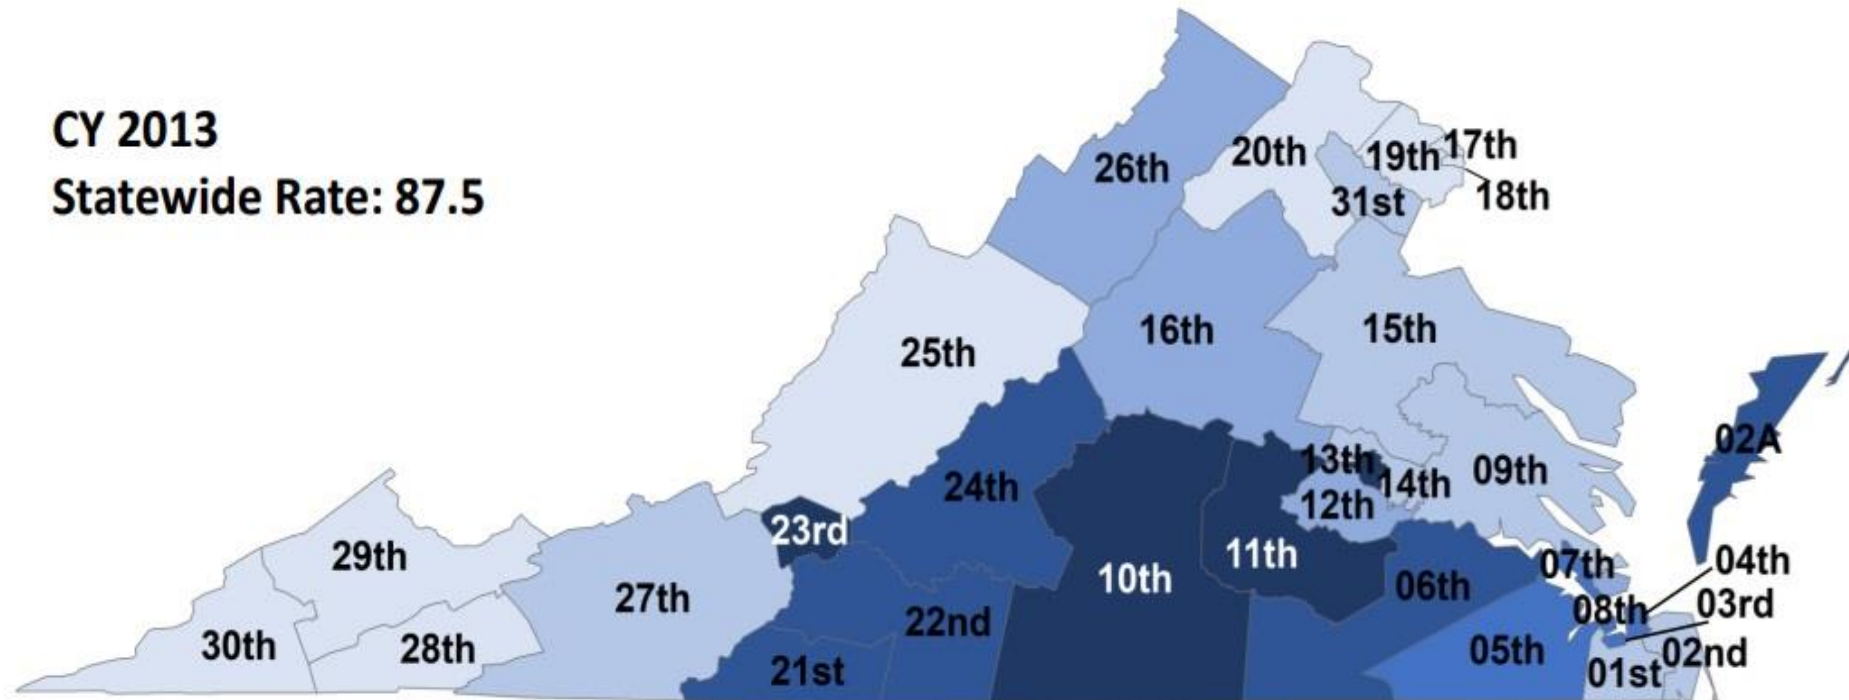 CY 2013
Statewide Rate: 87.5
26th
20th
19th
17th
18th
31st
25th
16th
15th
02A
24th
13th
14th
09th
12th
23rd
29th
27th
22nd
10th
11th
06th
07th
04th
08th
03rd
30th
28th
21st
05th
01st
02nd